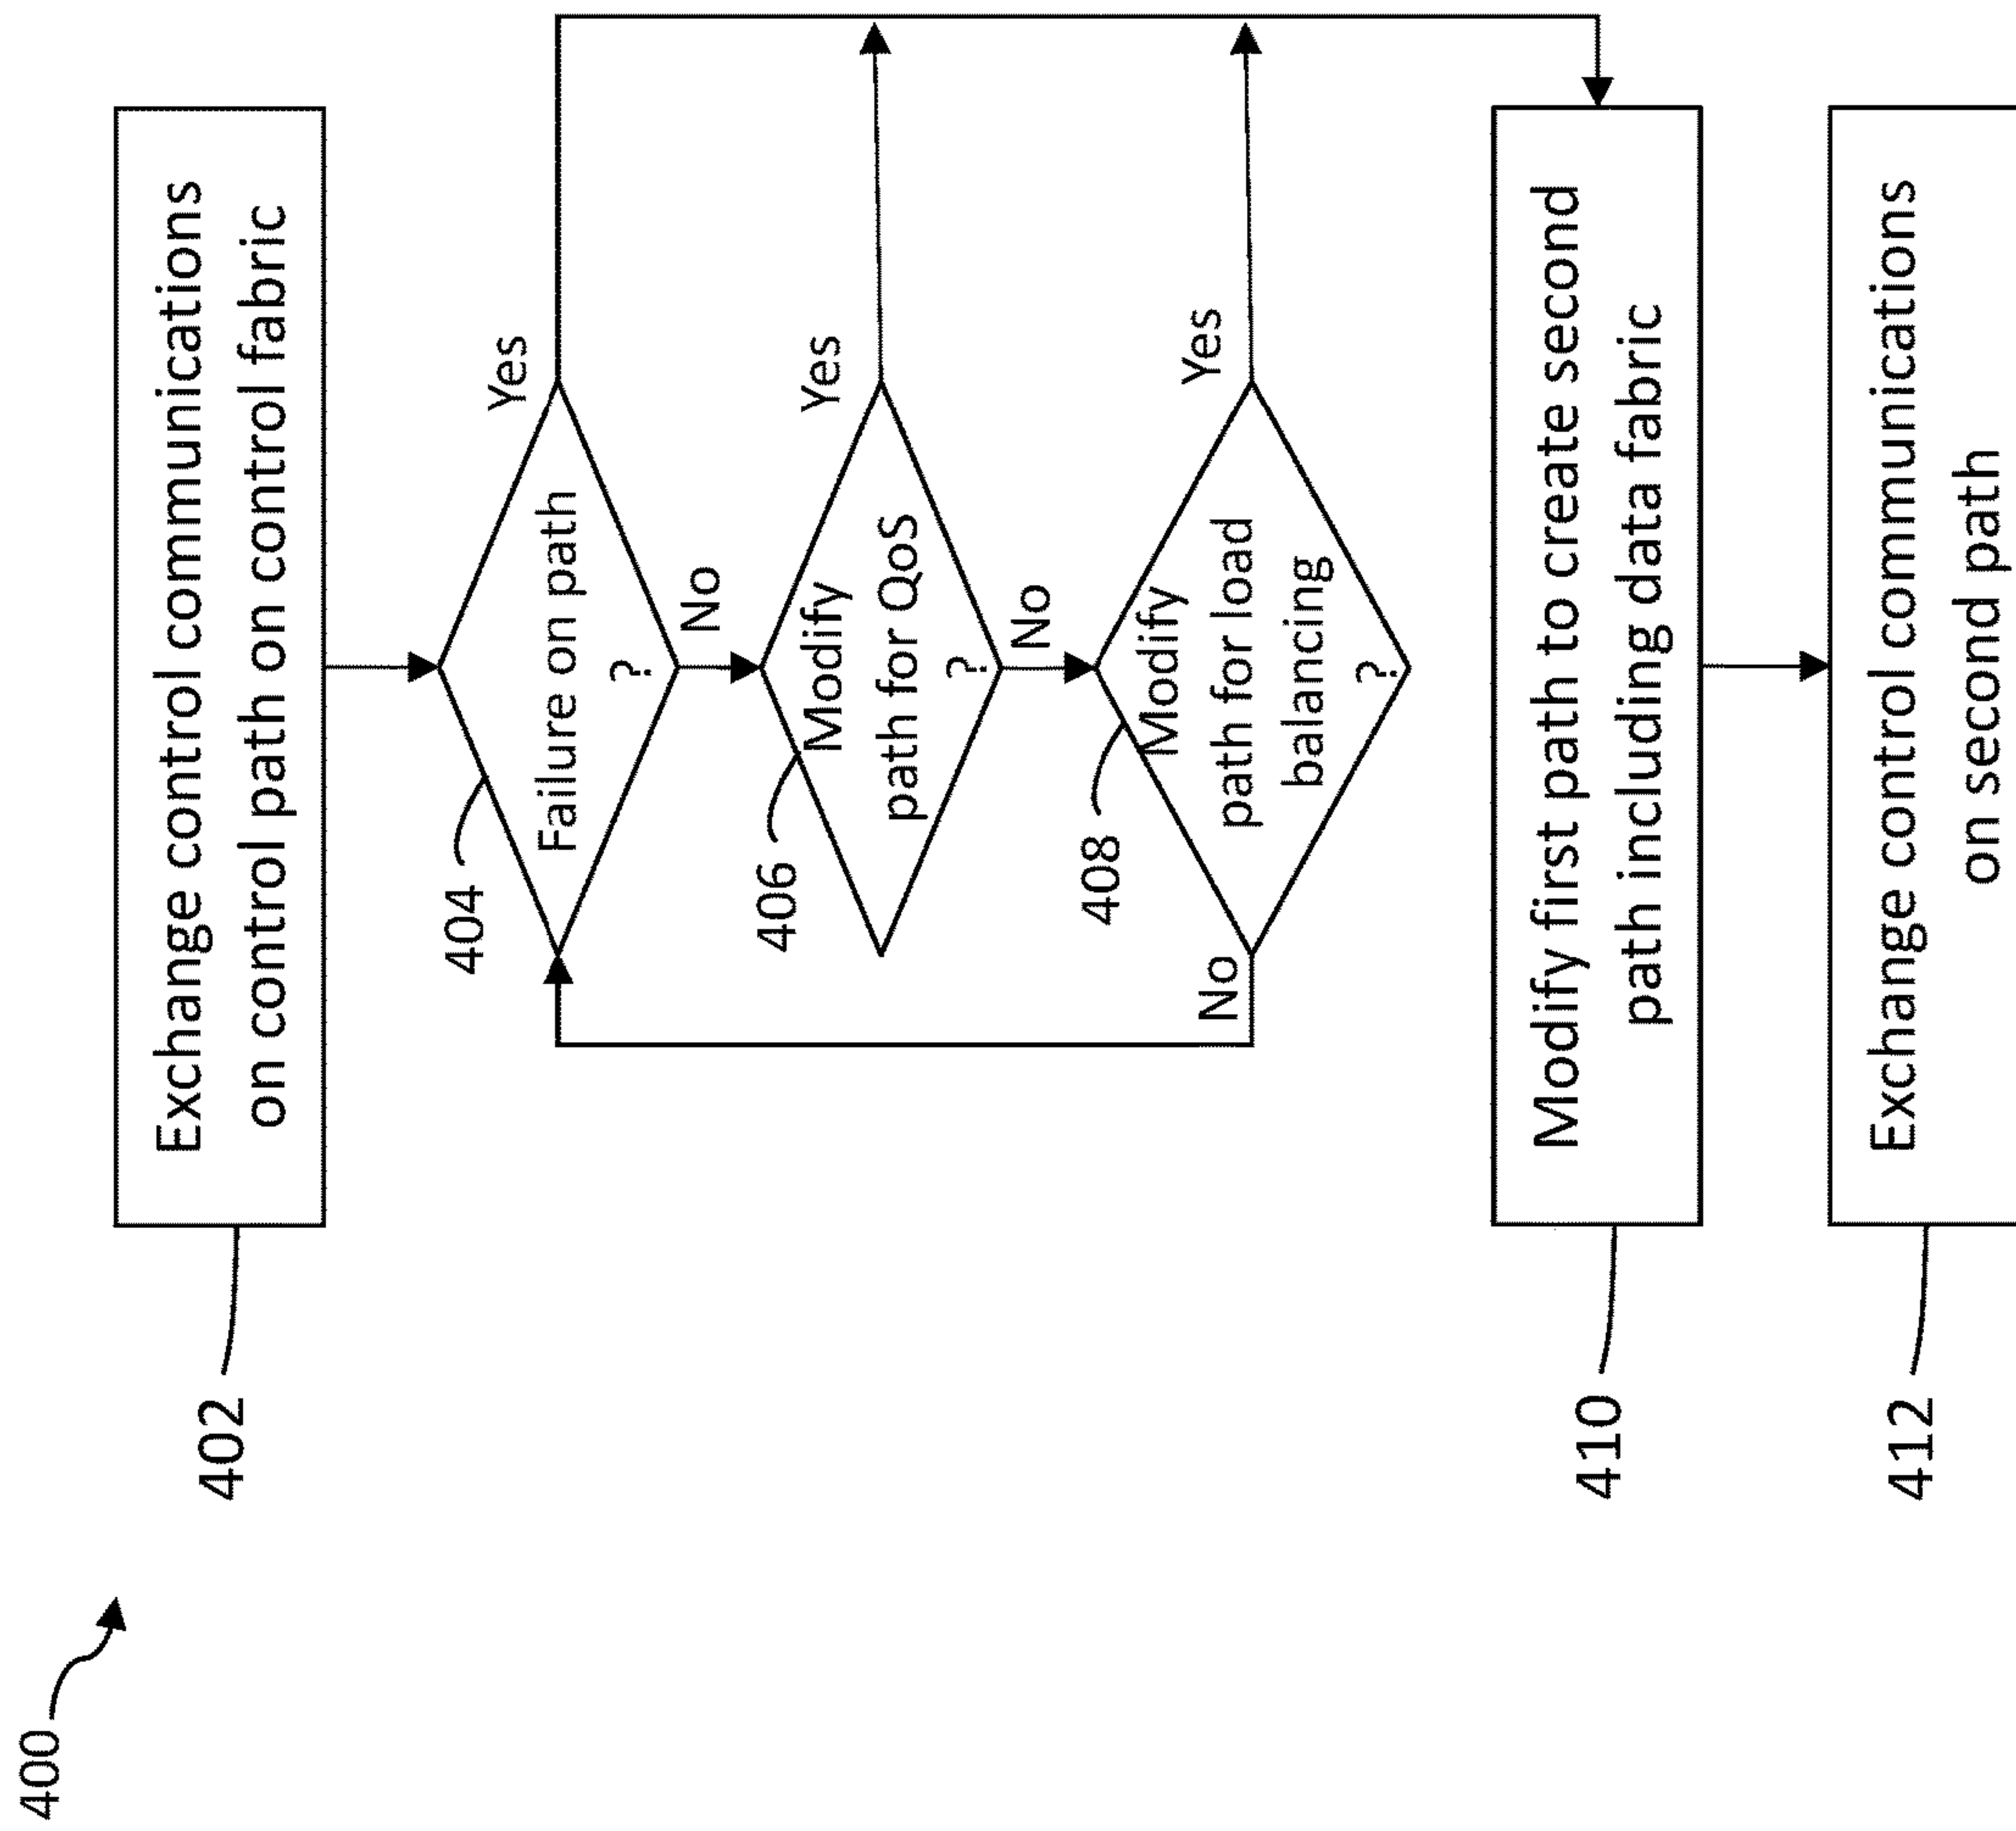 400
402
Exchange control communications
on control path on control fabric
404
Failure on path
?
Yes
No
406
Modify
path for QoS
?
Yes
No
408
Modify
path for load
balancing
?
Yes
No
410
Modify first path to create second
path including data fabric
412
Exchange control communications
on second path